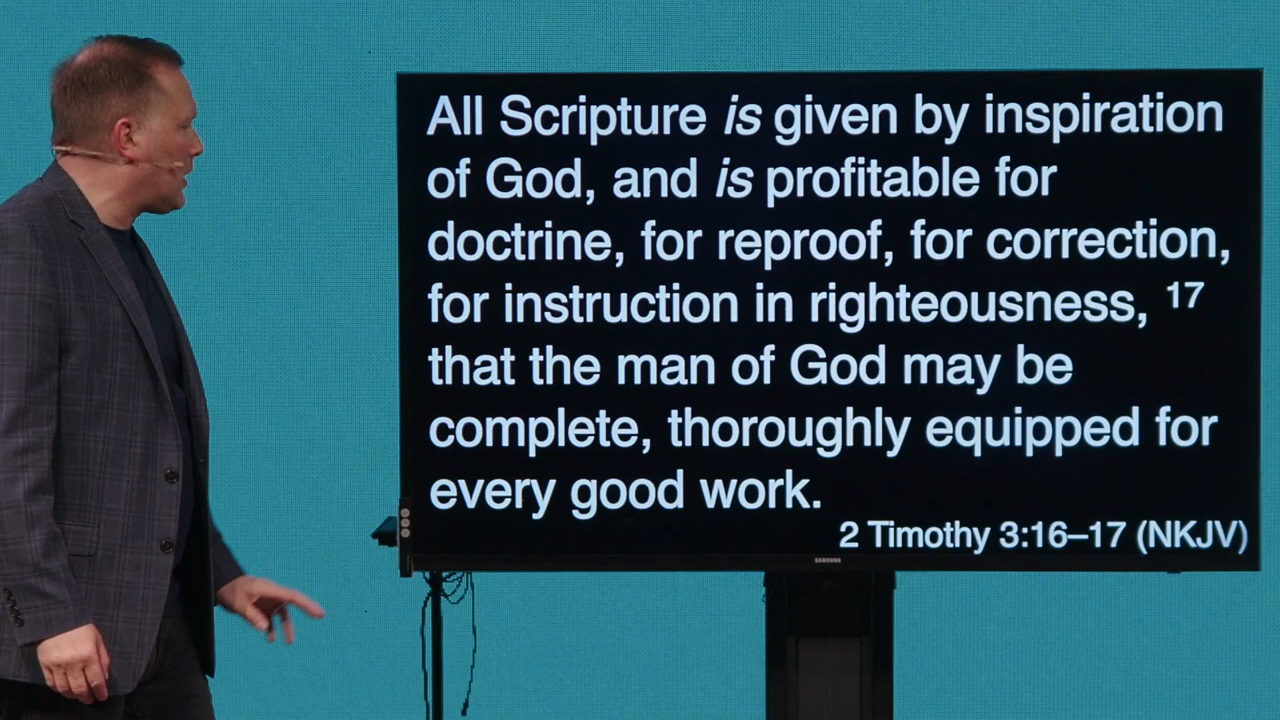 All Scripture is given by inspiration
of God, and is profitable for
doctrine, for reproof, for correction,
for instruction in righteousness, 17
that the man of God may be
complete, thoroughly equipped for
every good work.
2 Timothy 3:16–17 (NKJV)
SAMSUNG